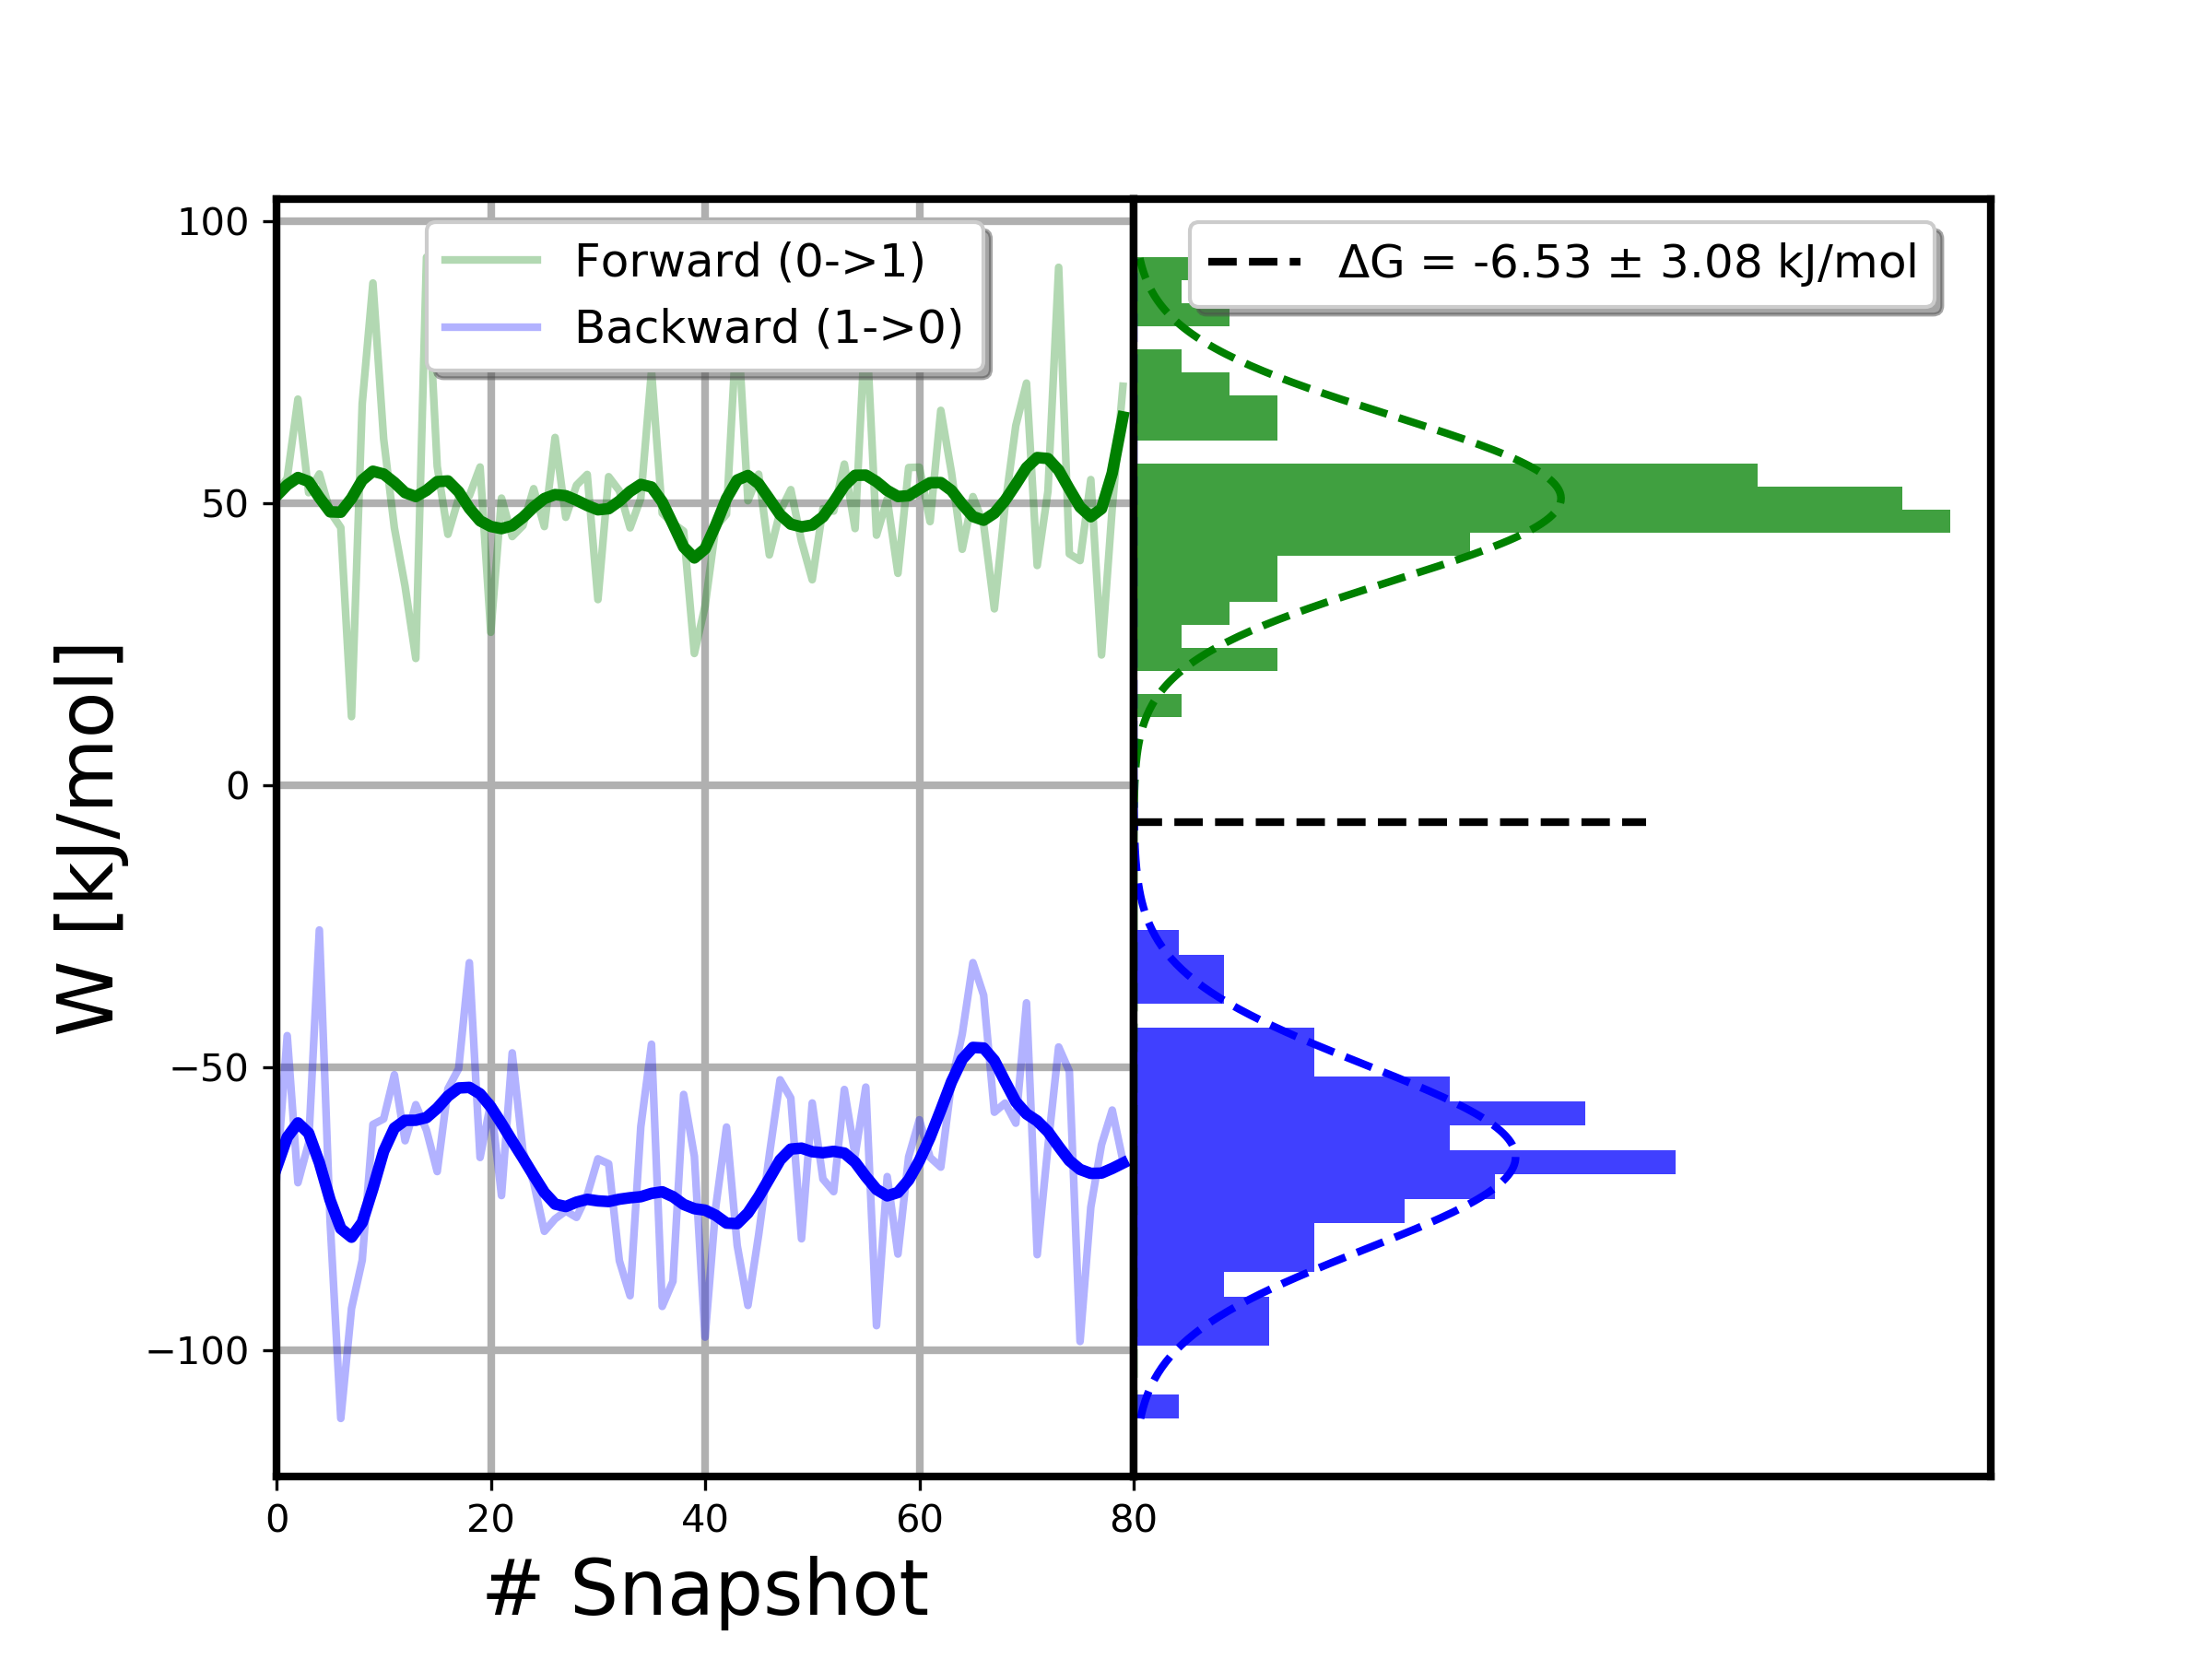 Forward (0->1)
Backward (1->0)
ΔG = -6.53 ± 3.08 kJ/mol
100
50
0
−50
−100
W [kJ/mol]
0
20
40
60
80
# Snapshot